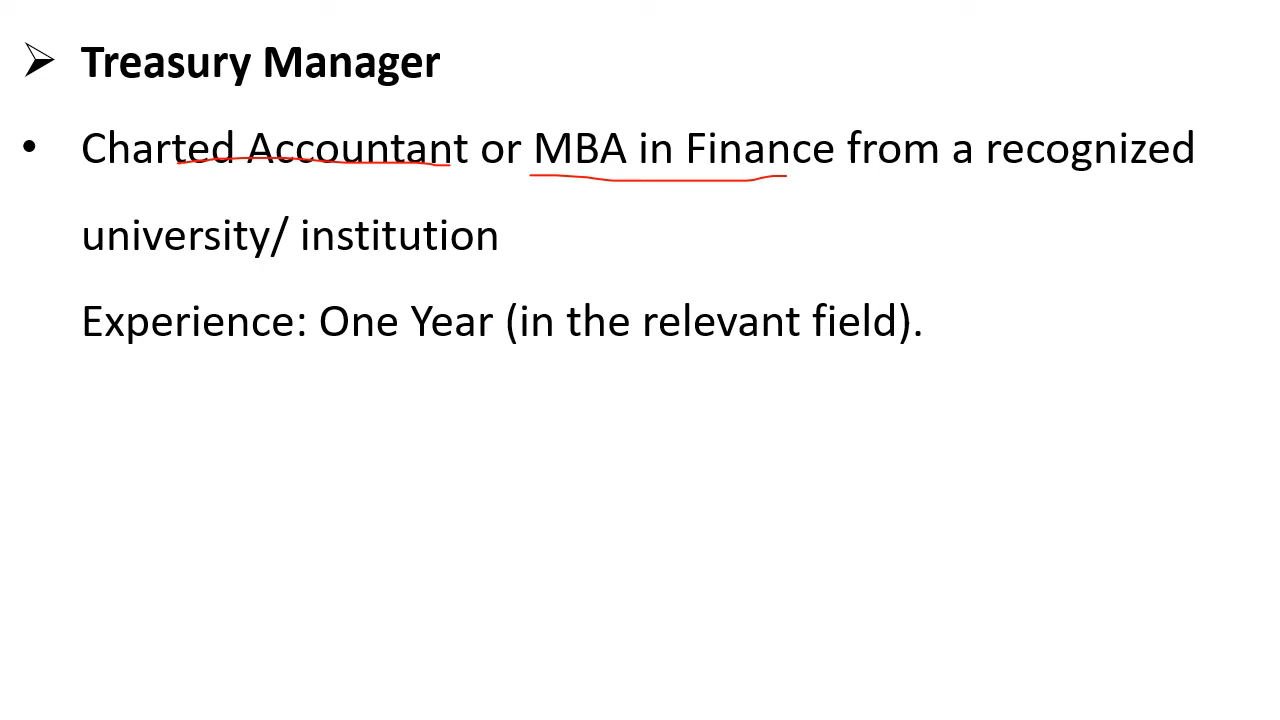 ➢ Treasury Manager
• Charted Accountant or MBA in Finance from a recognized
university/ institution
Experience: One Year (in the relevant field).